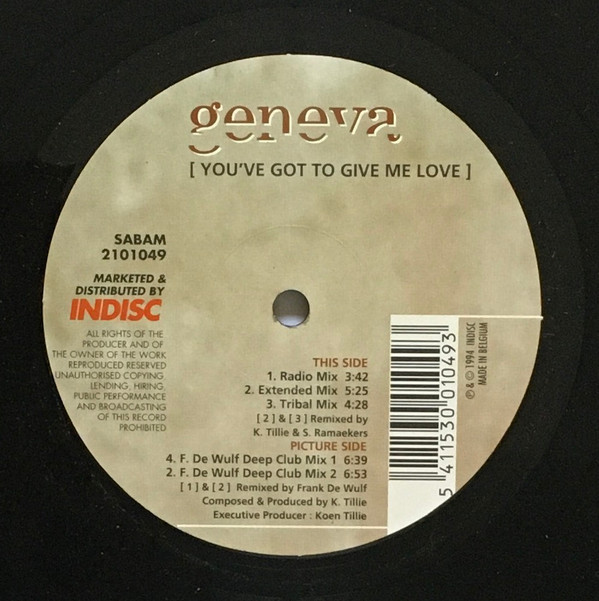 geneva
[ YOU'VE GOT TO GIVE ME LOVE ]
SABAM
2101049
MARKETED &
DISTRIBUTED BY
INDISC
ALL RIGHTS OF THE
PRODUCER AND OF
THE OWNER OF THE WORK
REPRODUCED RESERVED
UNAUTHORISED COPYING
LENDING, HIRING,
PUBLIC PERFORMANCE
AND BROADCASTING
OF THIS RECORD
PROHIBITED
THIS SIDE
1. Radio Mix 3:42
2. Extended Mix 5:25
3. Tribal Mix 4:28
[ 2 ] & [ 3 ] Remixed by
K. Tillie & S. Ramaekers
PICTURE SIDE
4. F. De Wulf Deep Club Mix 1 6:39
2. F. De Wulf Deep Club Mix 2 6:53
[ 1 ] & [ 2 ] Remixed by Frank De Wulf
Composed & Produced by K. Tillie
Executive Producer : Koen Tillie
5 411530 010493
℗ & © 1994 INDISC
MADE IN BELGIUM